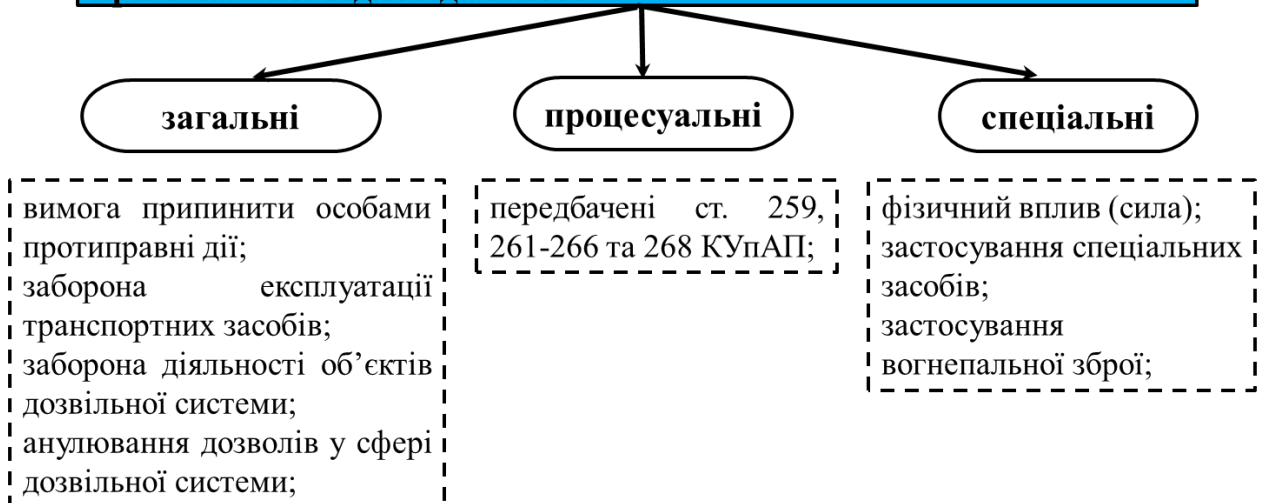 загальні
процесуальні
спеціальні
вимога припинити особами
протиправні дії;
заборона експлуатації
транспортних засобів;
заборона діяльності об’єктів
дозвільної системи;
анулювання дозволів у сфері
дозвільної системи;
передбачені ст. 259,
261-266 та 268 КУпАП;
фізичний вплив (сила);
застосування спеціальних
засобів;
застосування
вогнепальної зброї;